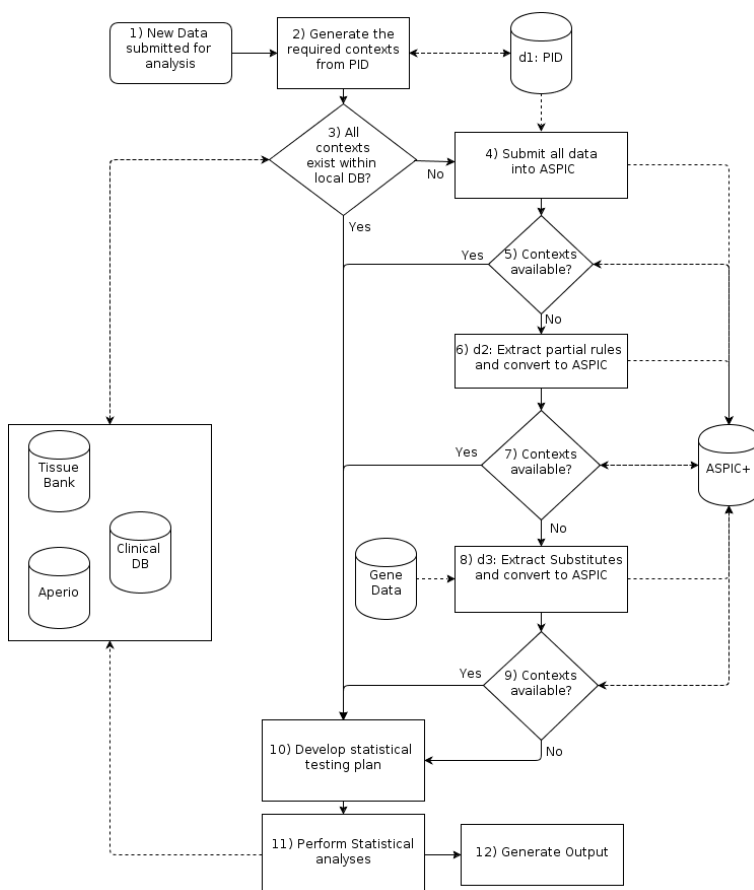 1) New Data
submitted for
analysis
2) Generate the
required contexts
from PID
d1: PID
3) All
contexts
exist within
local DB?
No
4) Submit all data
into ASPIC
Yes
Yes
5) Contexts
available?
No
6) d2: Extract partial rules
and convert to ASPIC
Yes
7) Contexts
available?
ASPIC+
No
Tissue
Bank
Clinical
DB
Aperio
Gene
Data
8) d3: Extract Substitutes
and convert to ASPIC
Yes
9) Contexts
available?
No
10) Develop statistical
testing plan
11) Perform Statistical
analyses
12) Generate Output